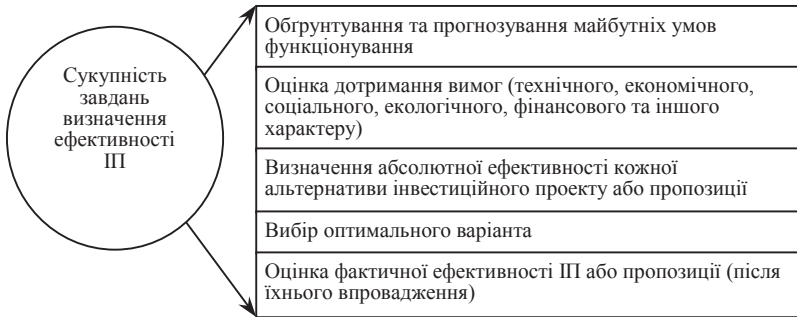 Сукупність
завдань
визначення
ефективності
ІП
Обґрунтування та прогнозування майбутніх умов
функціонування
Оцінка дотримання вимог (технічного, економічного,
соціального, екологічного, фінансового та іншого
характеру)
Визначення абсолютної ефективності кожної
альтернативи інвестиційного проекту або пропозиції
Вибір оптимального варіанта
Оцінка фактичної ефективності ІП або пропозиції (після
їхнього впровадження)